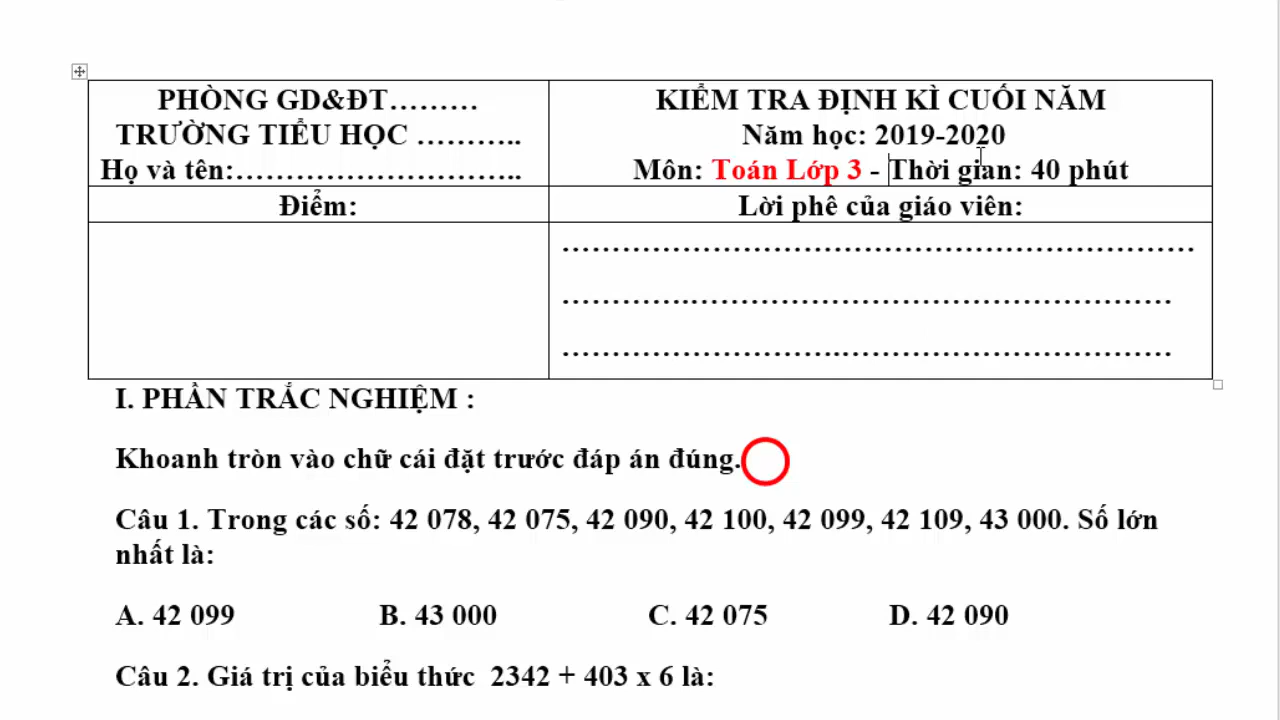 PHÒNG GD&ĐT………
TRƯỜNG TIỂU HỌC ………..
Họ và tên:………………………..
KIỂM TRA ĐỊNH KÌ CUỐI NĂM
Năm học: 2019-2020
Môn: Toán Lớp 3 - Thời gian: 40 phút
Điểm:
Lời phê của giáo viên:
…………………………………………………………
………….……………………………………………
……………………….………………………………
I. PHẦN TRẮC NGHIỆM :
Khoanh tròn vào chữ cái đặt trước đáp án đúng.
Câu 1. Trong các số: 42 078, 42 075, 42 090, 42 100, 42 099, 42 109, 43 000. Số lớn
nhất là:
A. 42 099 B. 43 000 C. 42 075 D. 42 090
Câu 2. Giá trị của biểu thức 2342 + 403 x 6 là: